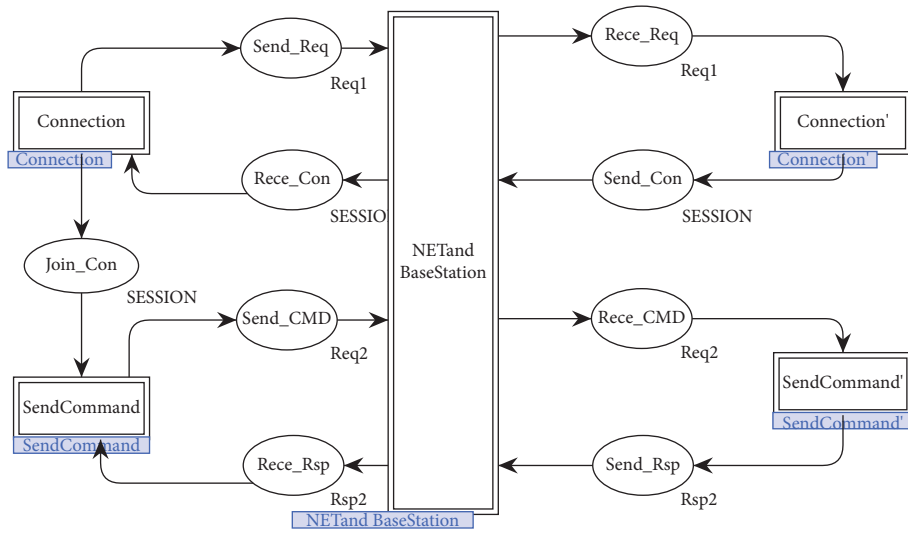 Send_Req
Rece_Req
Req1
Req1
Connection
Connection'
Connection
Connection'
Rece_Con
Send_Con
SESSIO
SESSION
NETand
BaseStation
Join_Con
SESSION
Send_CMD
Rece_CMD
Req2
Req2
SendCommand
SendCommand'
SendCommand
SendCommand'
Rece_Rsp
Send_Rsp
Rsp2
Rsp2
NETand BaseStation